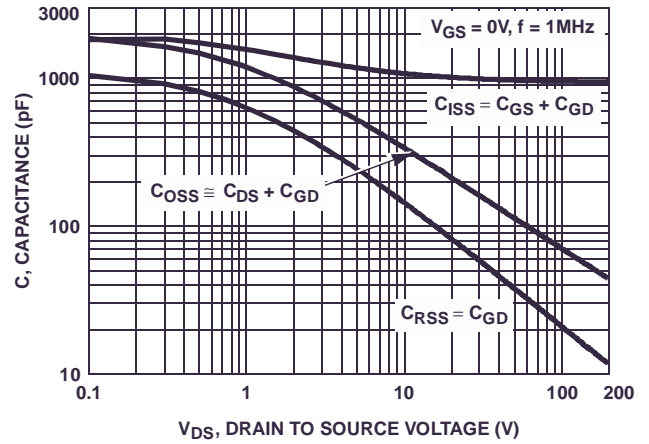 3000
V_GS = 0V, f = 1MHz
1000
C_ISS = C_GS + C_GD
C_OSS ≅ C_DS + C_GD
100
C_RSS = C_GD
10
0.1 1 10 100 200
C, CAPACITANCE (pF)
V_DS, DRAIN TO SOURCE VOLTAGE (V)